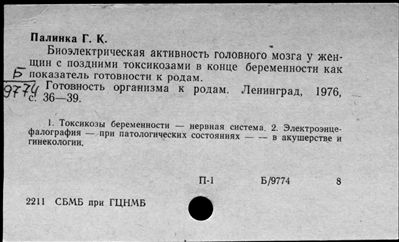 Палинка Г. К.
Биоэлектрическая активность головного мозга у жен-
щин с поздними токсикозами в конце беременности как
показатель готовности к родам.
Б
9774
Готовность организма к родам. Ленинград, 1976,
с. 36—39.
1. Токсикозы беременности — нервная система. 2. Электроэнце-
фалография — при патологических состояниях — — в акушерстве и
гинекологии.
П-1 Б/9774 8
2211 СБМБ при ГЦНМБ